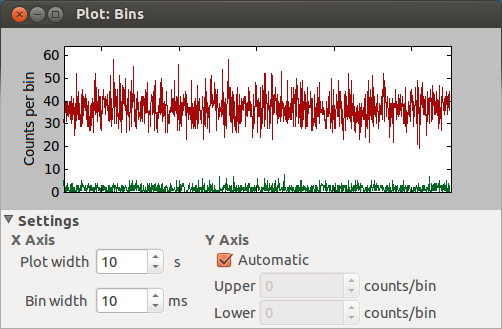 Plot: Bins
60
50
40
30
20
10
0
Counts per bin
Settings
X Axis
Y Axis
Plot width 10 s
Automatic
Upper 0 counts/bin
Bin width 10 ms
Lower 0 counts/bin